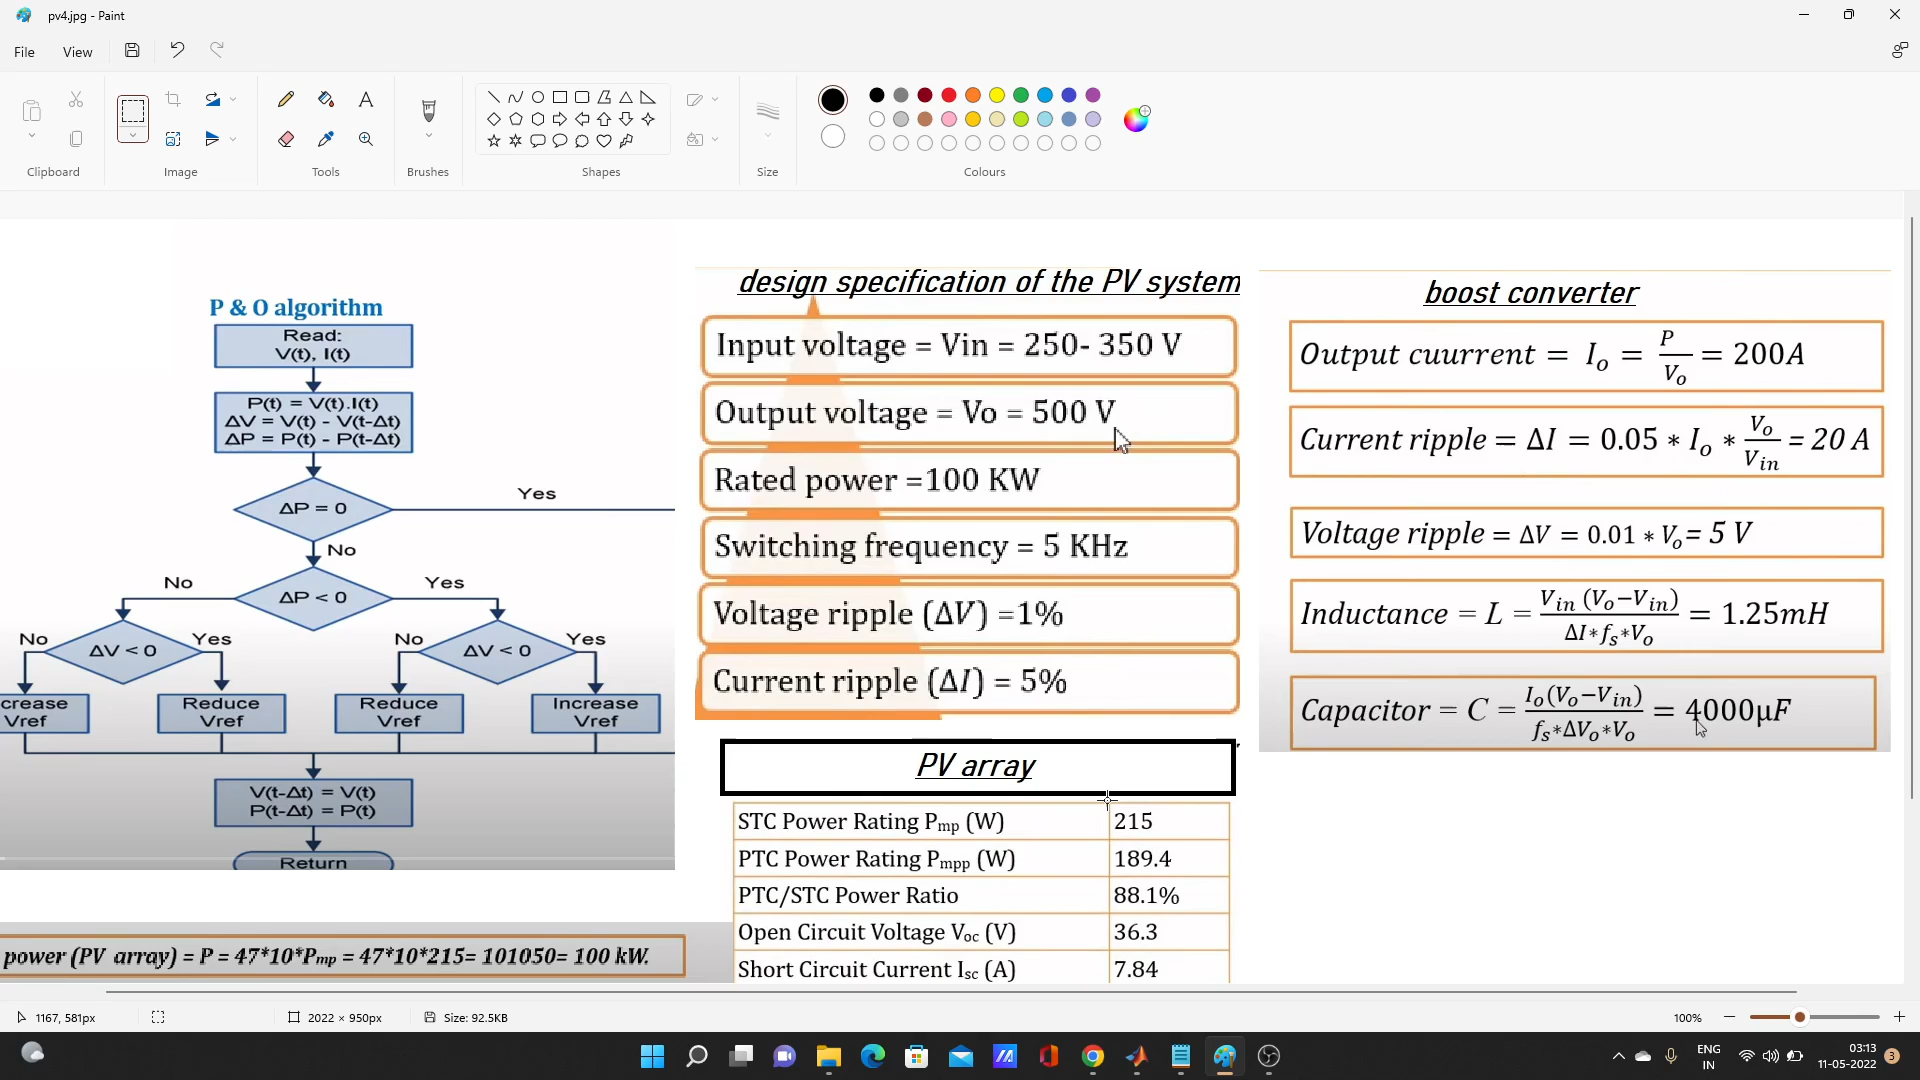 pv4.jpg - Paint
File
View
Clipboard
Image
Tools
Brushes
Shapes
Size
Colours
P & O algorithm
Read:
V(t), I(t)
P(t) = V(t).I(t)
ΔV = V(t) - V(t-Δt)
ΔP = P(t) - P(t-Δt)
ΔP = 0
Yes
No
ΔP < 0
No
Yes
ΔV < 0
No
Yes
ΔV < 0
No
Yes
crease
Vref
Reduce
Vref
Reduce
Vref
Increase
Vref
V(t-Δt) = V(t)
P(t-Δt) = P(t)
Return
power (PV array) = P = 47*10*Pmp = 47*10*215= 101050= 100 kW.
design specification of the PV system
Input voltage = Vin = 250- 350 V
Output voltage = Vo = 500 V
Rated power =100 KW
Switching frequency = 5 KHz
Voltage ripple (ΔV) =1%
Current ripple (ΔI) = 5%
PV array
STC Power Rating Pmp (W) 215
PTC Power Rating Pmpp (W) 189.4
PTC/STC Power Ratio 88.1%
Open Circuit Voltage Voc (V) 36.3
Short Circuit Current Isc (A) 7.84
boost converter
Output cuurrent = Io = P/Vo = 200A
Current ripple = ΔI = 0.05 * Io * Vo/Vin = 20 A
Voltage ripple = ΔV = 0.01 * Vo= 5 V
Inductance = L = Vin (Vo−Vin)/ΔI*fs*Vo = 1.25mH
Capacitor = C = Io(Vo−Vin)/fs*ΔVo*Vo = 4000μF
1167, 581px
2022 × 950px
Size: 92.5KB
100%
ENG
IN
03:13
11-05-2022
3